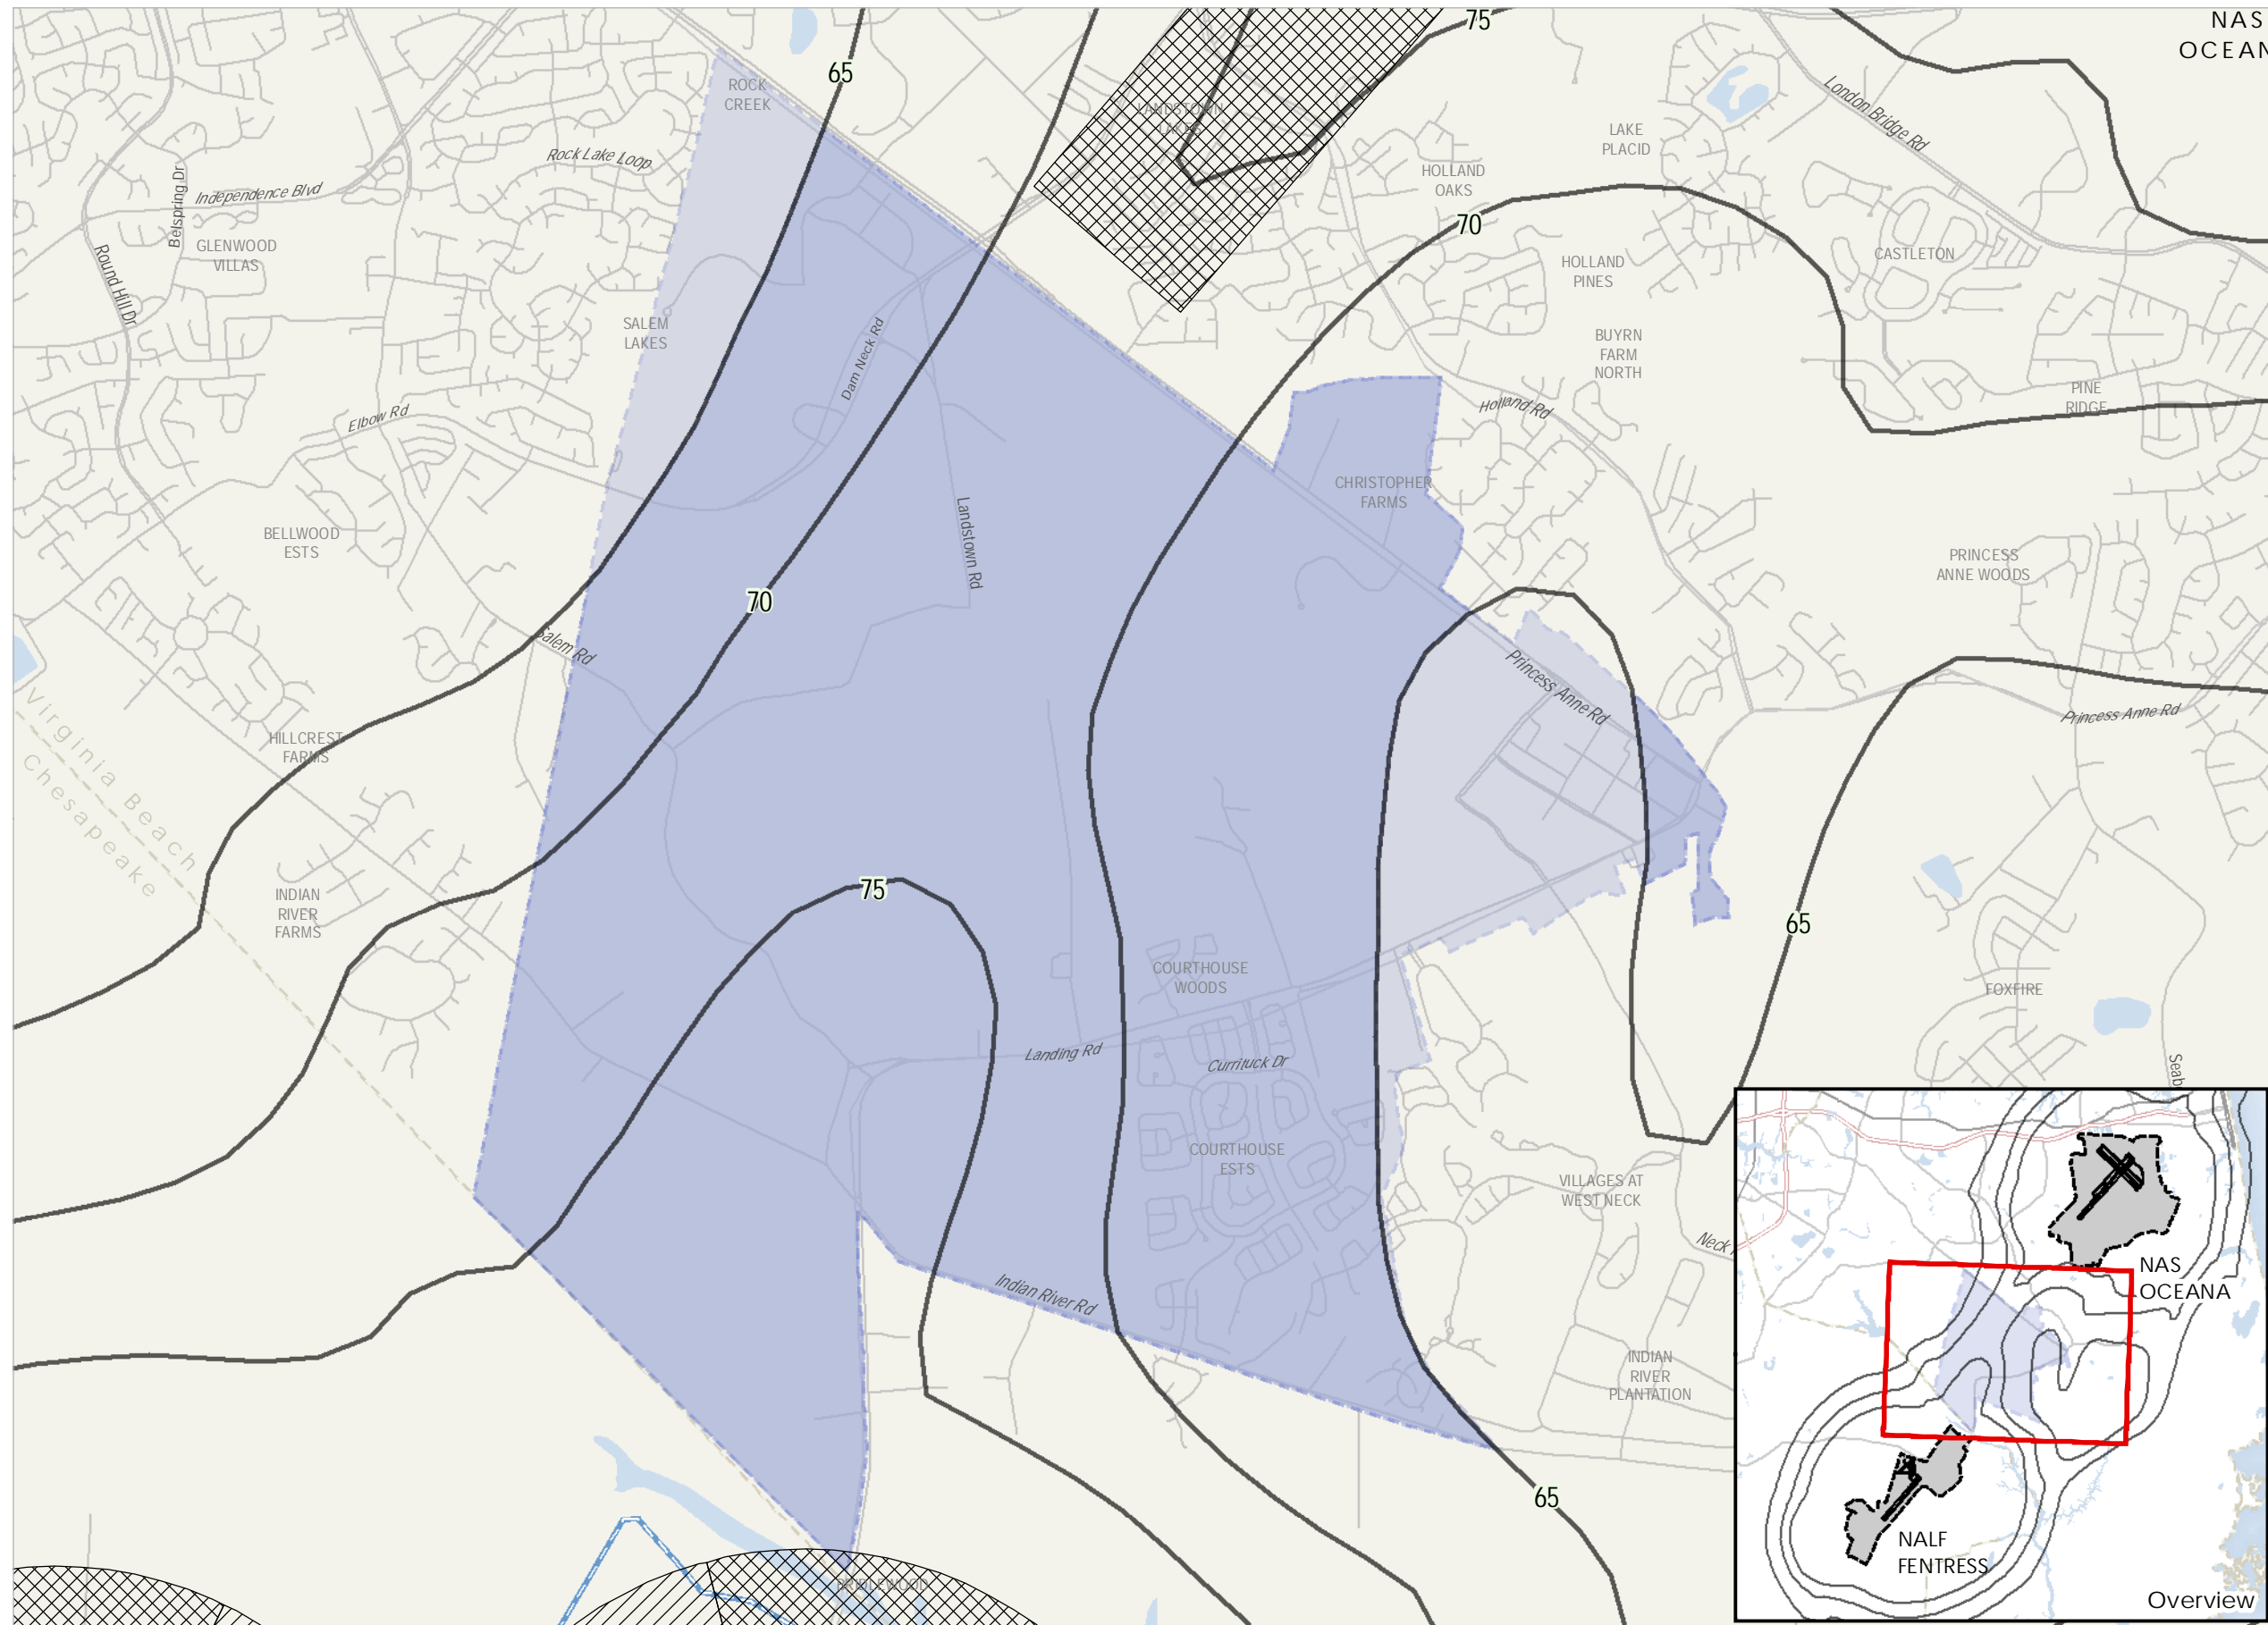 75
NAS
OCEAN
65
ROCK
CREEK
LANDSTOWN
LAKES
London Bridge Rd
LAKE
PLACID
Rock Lake Loop
HOLLAND
OAKS
Independence Blvd
Belspring Dr
70
GLENWOOD
VILLAS
Round Hill Dr
CASTLETON
HOLLAND
PINES
SALEM
LAKES
Dam Neck Rd
BUYRN
FARM
NORTH
PINE
RIDGE
Elbow Rd
Holland Rd
CHRISTOPHER
FARMS
BELLWOOD
ESTS
Landstown Rd
PRINCESS
ANNE WOODS
70
Salem Rd
Princess Anne Rd
Princess Anne Rd
Virginia Beach
Chesapeake
HILLCREST
FARMS
75
INDIAN
RIVER
FARMS
65
COURTHOUSE
WOODS
FOXFIRE
Landing Rd
Currituck Dr
Seab
COURTHOUSE
ESTS
VILLAGES AT
WEST NECK
Neck
Indian River Rd
INDIAN
RIVER
PLANTATION
65
BRIDLEWOOD
NAS
OCEANA
NALF
FENTRESS
Overview